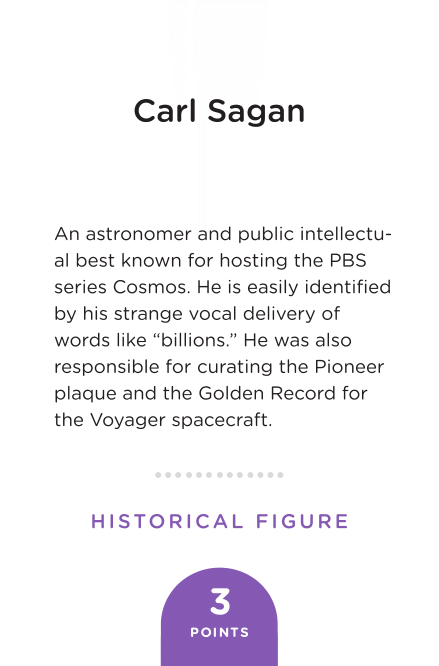 Carl Sagan
An astronomer and public intellectu-
al best known for hosting the PBS
series Cosmos. He is easily identified
by his strange vocal delivery of
words like “billions.” He was also
responsible for curating the Pioneer
plaque and the Golden Record for
the Voyager spacecraft.
HISTORICAL FIGURE
3
POINTS